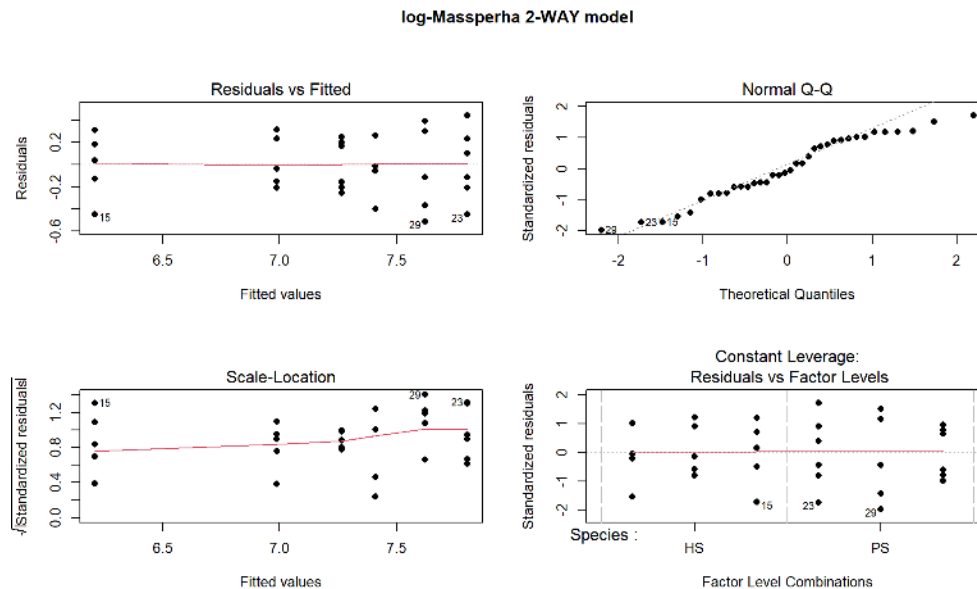 log-Massperha 2-WAY model
Residuals vs Fitted
Residuals
0.2
-0.2
-0.6
15
29
23
6.5 7.0 7.5
Fitted values
Normal Q-Q
Standardized residuals
2
1
0
-1
-2
29
23
15
-2 -1 0 1 2
Theoretical Quantiles
Scale-Location
√|Standardized residuals|
1.2
0.6
0.0
15
29
23
6.5 7.0 7.5
Fitted values
Constant Leverage:
Residuals vs Factor Levels
Standardized residuals
2
1
0
-1
-2
15
23
29
Species :
HS PS
Factor Level Combinations